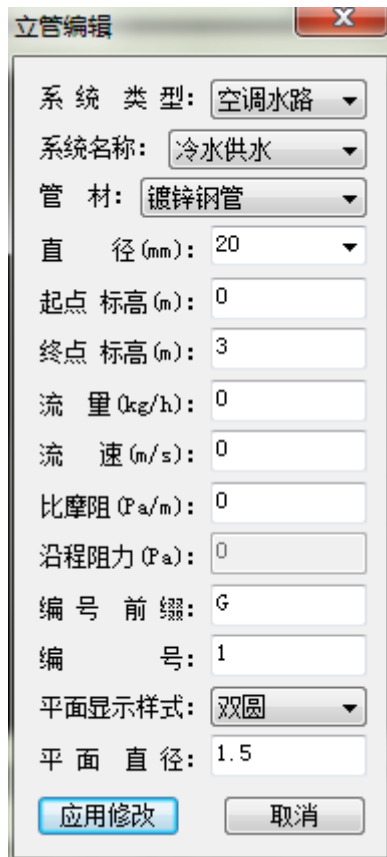 立管编辑
系统 类型: 空调水路
系统名称: 冷水供水
管 材: 镀锌钢管
直 径(mm): 20
起点 标高(m): 0
终点 标高(m): 3
流 量(kg/h): 0
流 速(m/s): 0
比摩阻(Pa/m): 0
沿程阻力(Pa): 0
编号 前缀: G
编 号: 1
平面显示样式: 双圆
平面 直径: 1.5
应用修改 取消